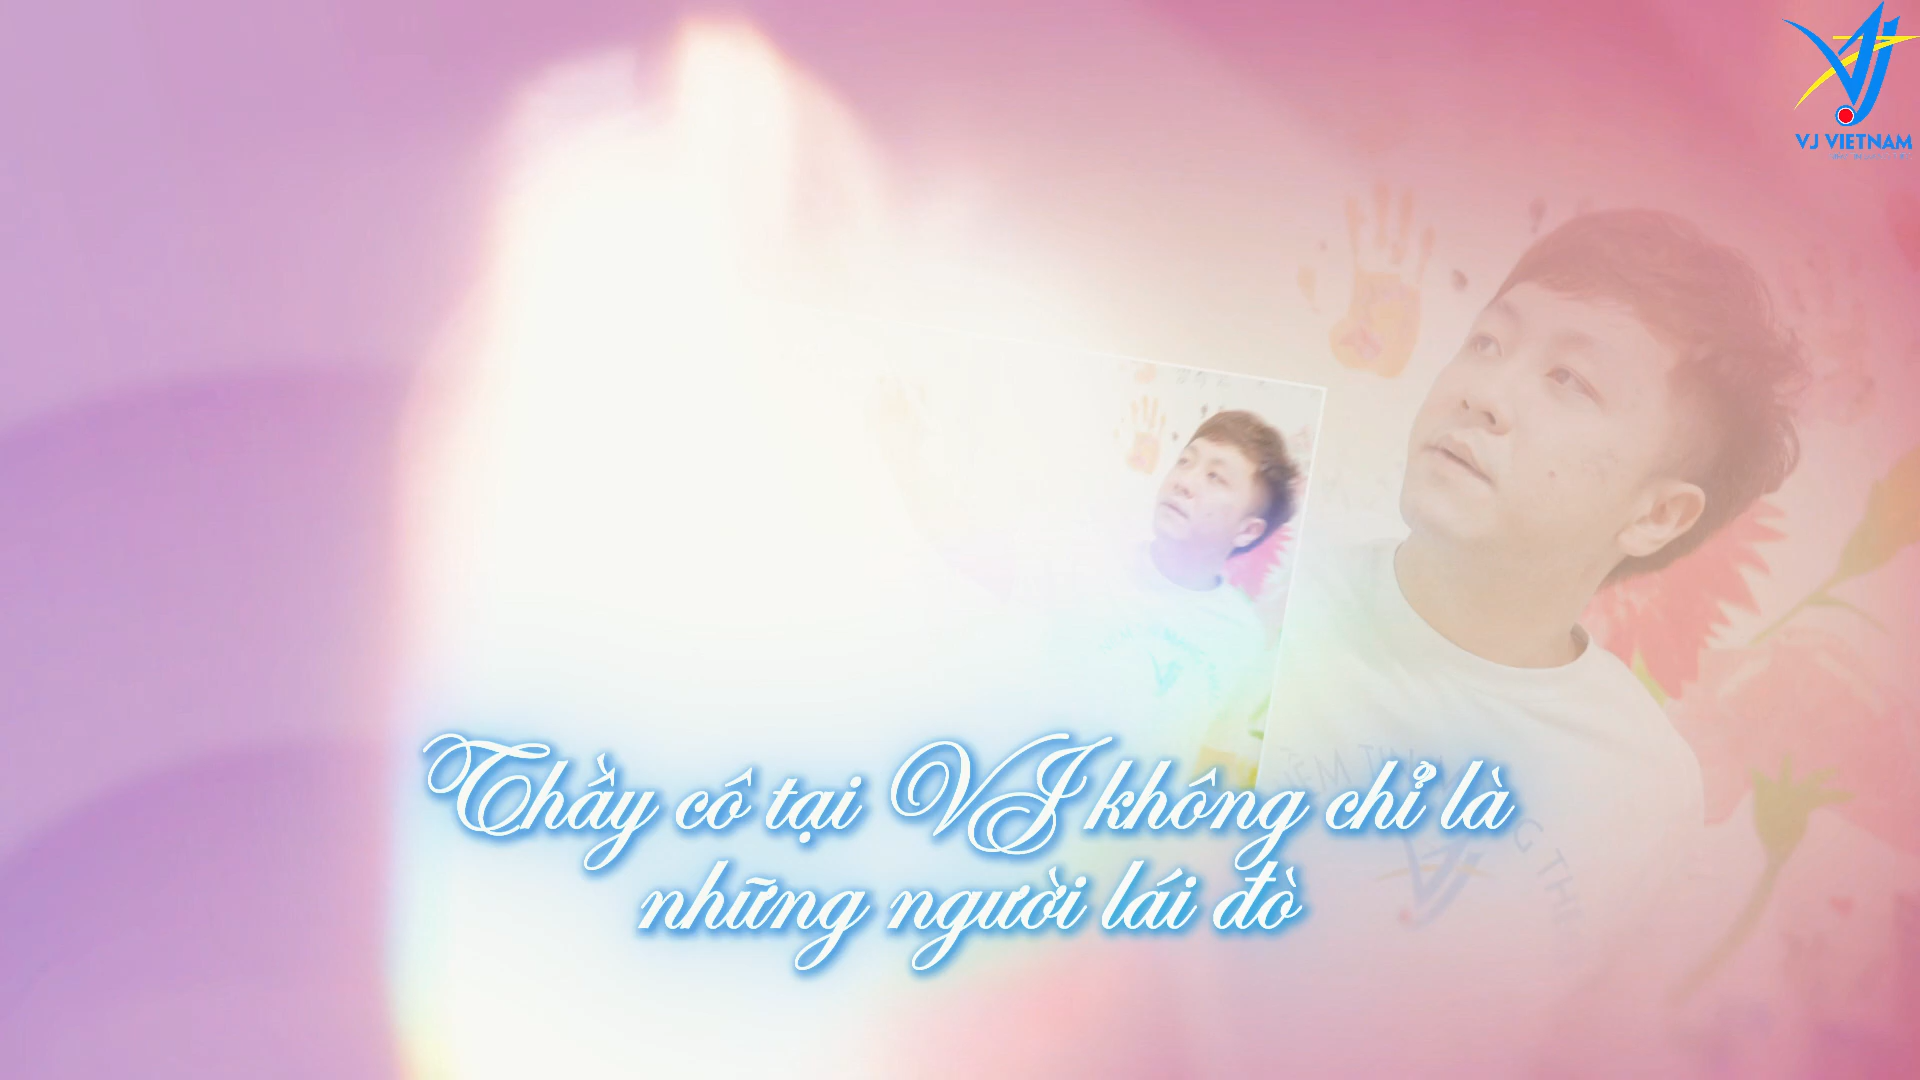 VJ VIETNAM
Thầy cô tại VJ không chỉ là
những người lái đò